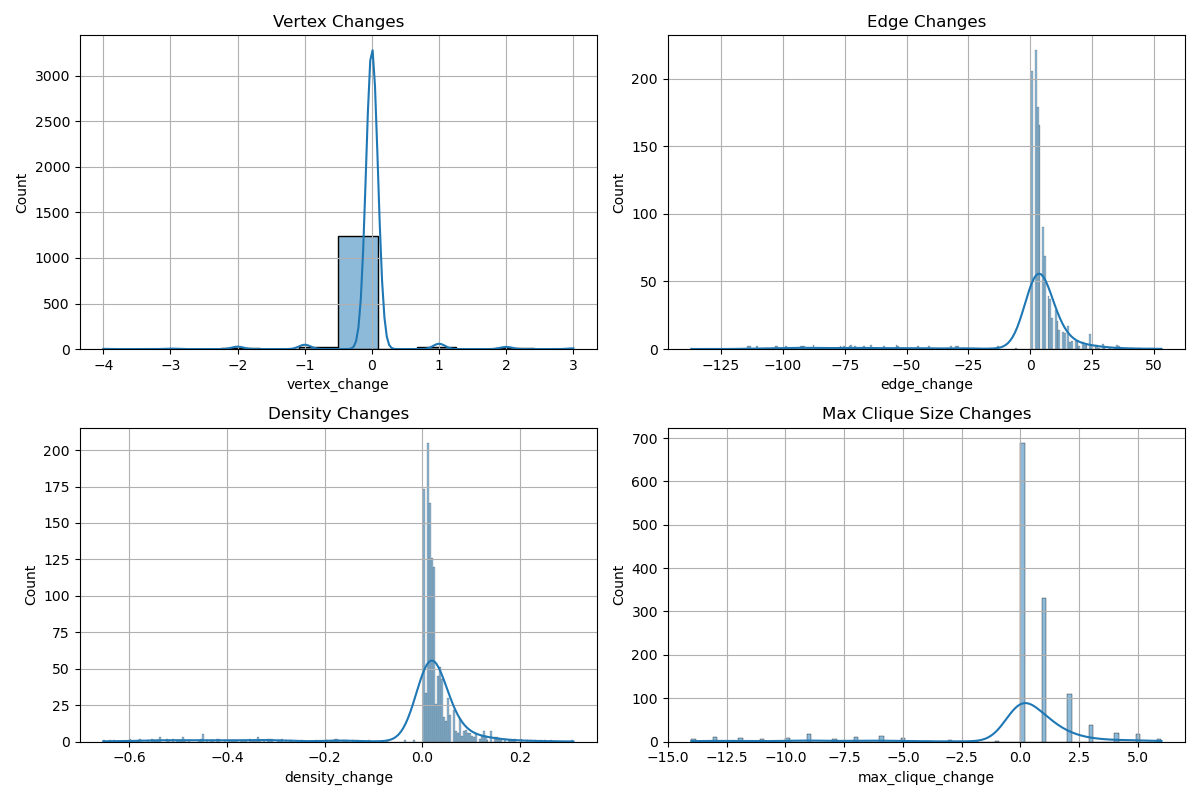 Vertex Changes
Count
3000
2500
2000
1500
1000
500
0
−4 −3 −2 −1 0 1 2 3
vertex_change
Edge Changes
Count
200
150
100
50
0
−125 −100 −75 −50 −25 0 25 50
edge_change
Density Changes
Count
200
175
150
125
100
75
50
25
0
−0.6 −0.4 −0.2 0.0 0.2
density_change
Max Clique Size Changes
Count
700
600
500
400
300
200
100
0
−15.0 −12.5 −10.0 −7.5 −5.0 −2.5 0.0 2.5 5.0
max_clique_change